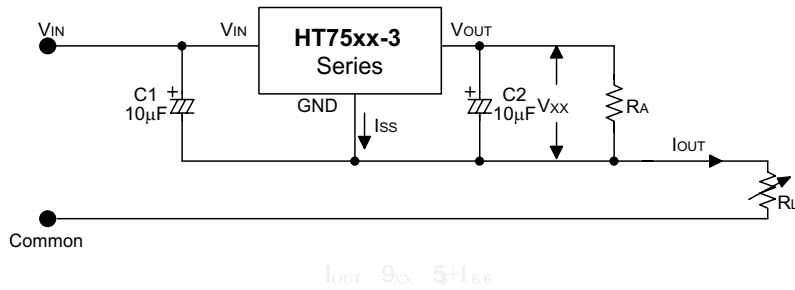 VIN
VIN
HT75xx-3
Series
VOUT
GND
C1
10μF
+
ISS
C2
10μF
+
VXX
RA
IOUT
RL
Common